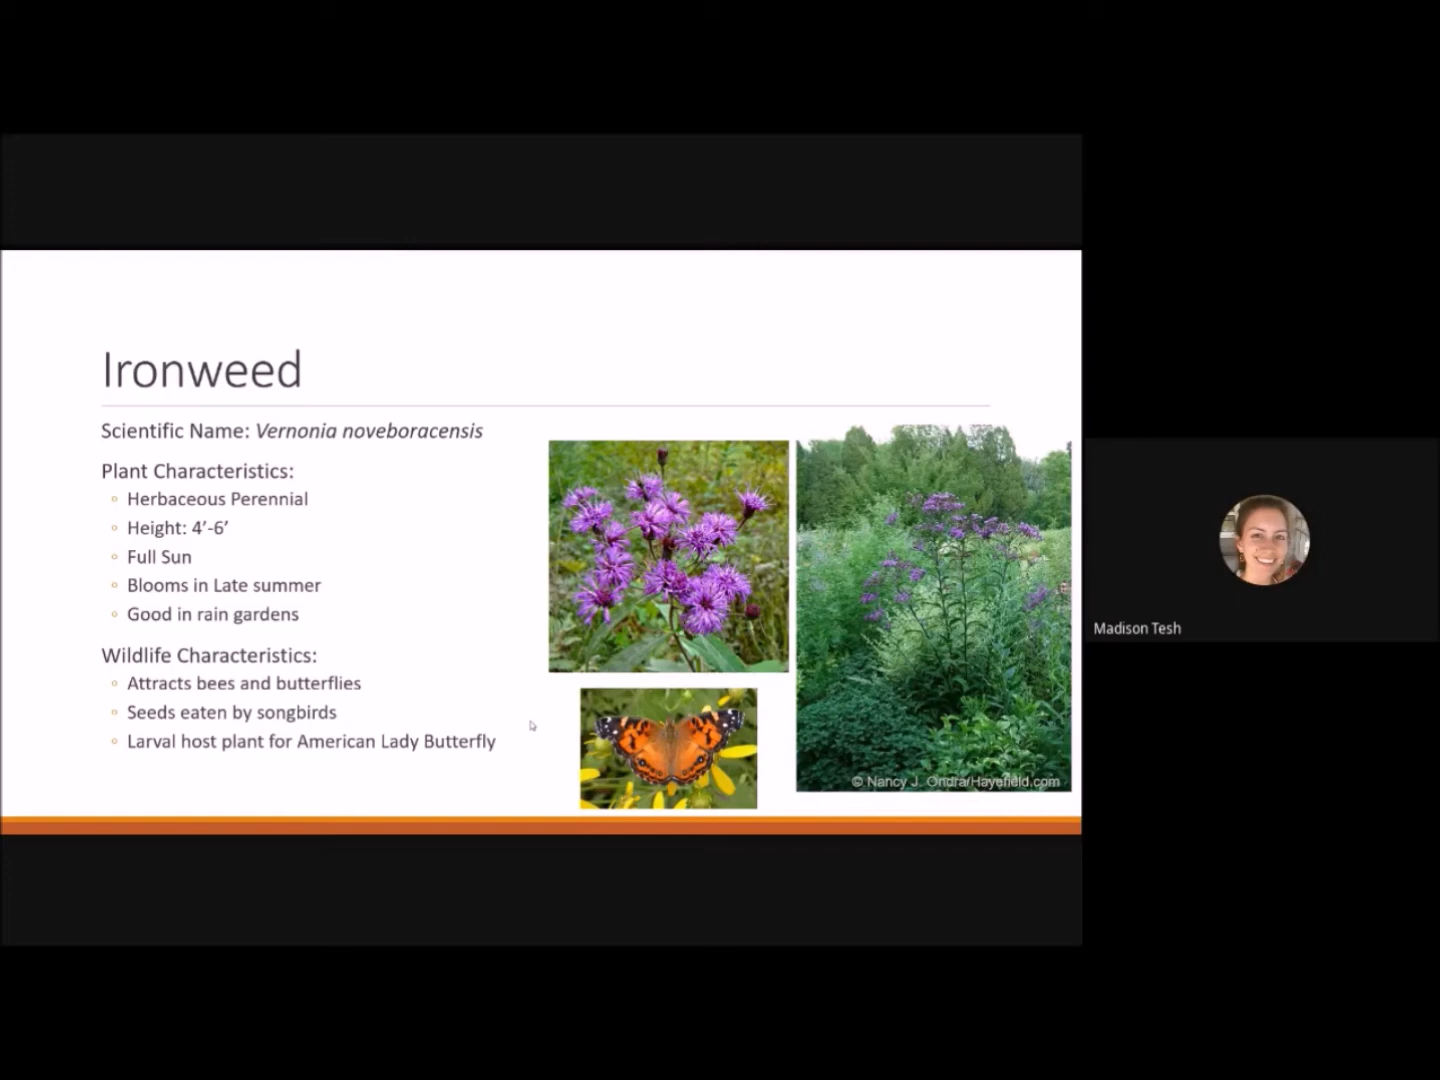 Ironweed
Scientific Name: Vernonia noveboracensis
Plant Characteristics:
◦ Herbaceous Perennial
◦ Height: 4’-6’
◦ Full Sun
◦ Blooms in Late summer
◦ Good in rain gardens
Wildlife Characteristics:
◦ Attracts bees and butterflies
◦ Seeds eaten by songbirds
◦ Larval host plant for American Lady Butterfly
© Nancy J. Ondra/Hayefield.com
Madison Tesh